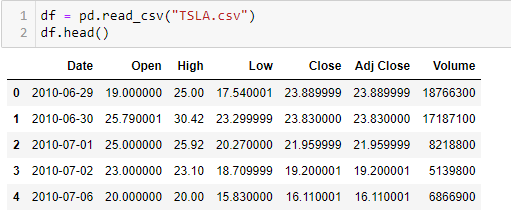 1 df = pd.read_csv("TSLA.csv")
2 df.head()
Date Open High Low Close Adj Close Volume
0 2010-06-29 19.000000 25.00 17.540001 23.889999 23.889999 18766300
1 2010-06-30 25.790001 30.42 23.299999 23.830000 23.830000 17187100
2 2010-07-01 25.000000 25.92 20.270000 21.959999 21.959999 8218800
3 2010-07-02 23.000000 23.10 18.709999 19.200001 19.200001 5139800
4 2010-07-06 20.000000 20.00 15.830000 16.110001 16.110001 6866900